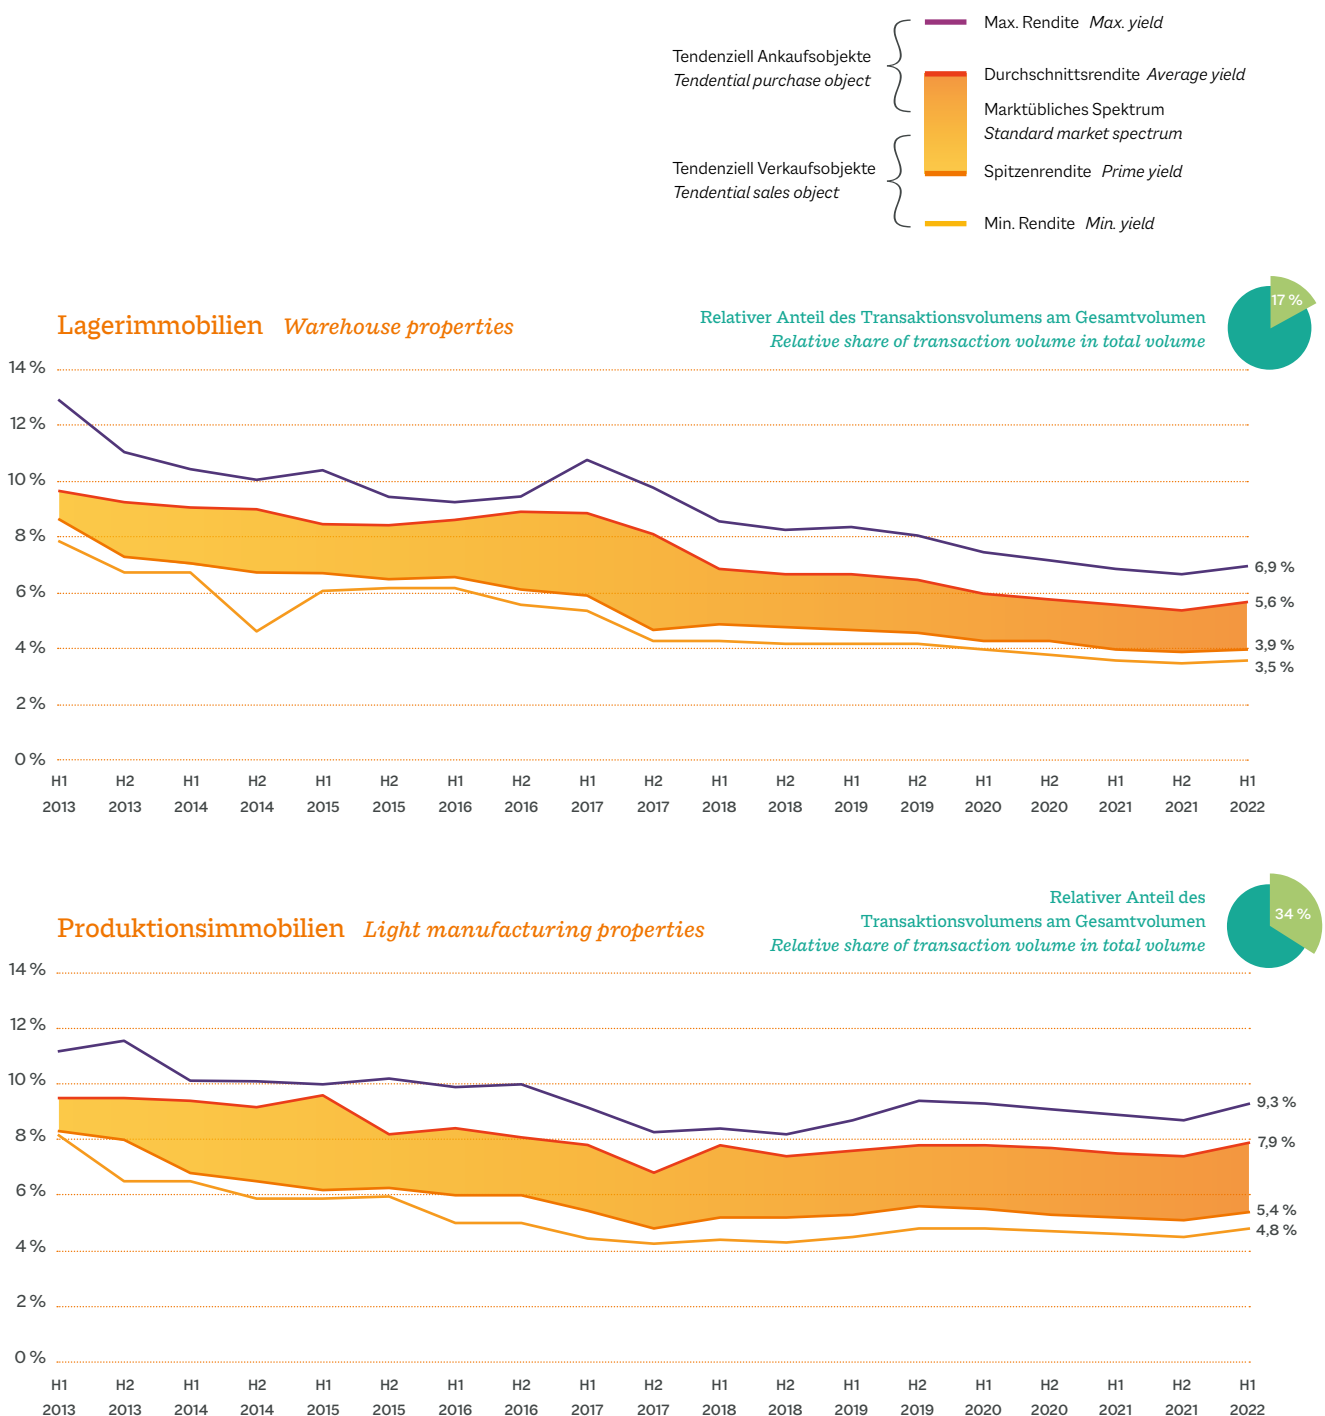 Max. Rendite Max. yield
Tendenziell Ankaufsobjekte
Tendential purchase object
Durchschnittsrendite Average yield
Marktübliches Spektrum
Standard market spectrum
Tendenziell Verkaufsobjekte
Tendential sales object
Spitzenrendite Prime yield
Min. Rendite Min. yield
Lagerimmobilien Warehouse properties
Relativer Anteil des Transaktionsvolumens am Gesamtvolumen
Relative share of transaction volume in total volume
17 %
14 %
12 %
10 %
8 %
6 %
4 %
2 %
0 %
6,9 %
5,6 %
3,9 %
3,5 %
H1 H2 H1 H2 H1 H2 H1 H2 H1 H2 H1 H2 H1 H2 H1 H2 H1 H2 H1
2013 2013 2014 2014 2015 2015 2016 2016 2017 2017 2018 2018 2019 2019 2020 2020 2021 2021 2022
Produktionsimmobilien Light manufacturing properties
Relativer Anteil des
Transaktionsvolumens am Gesamtvolumen
Relative share of transaction volume in total volume
34 %
14 %
12 %
10 %
8 %
6 %
4 %
2 %
0 %
9,3 %
7,9 %
5,4 %
4,8 %
H1 H2 H1 H2 H1 H2 H1 H2 H1 H2 H1 H2 H1 H2 H1 H2 H1 H2 H1
2013 2013 2014 2014 2015 2015 2016 2016 2017 2017 2018 2018 2019 2019 2020 2020 2021 2021 2022